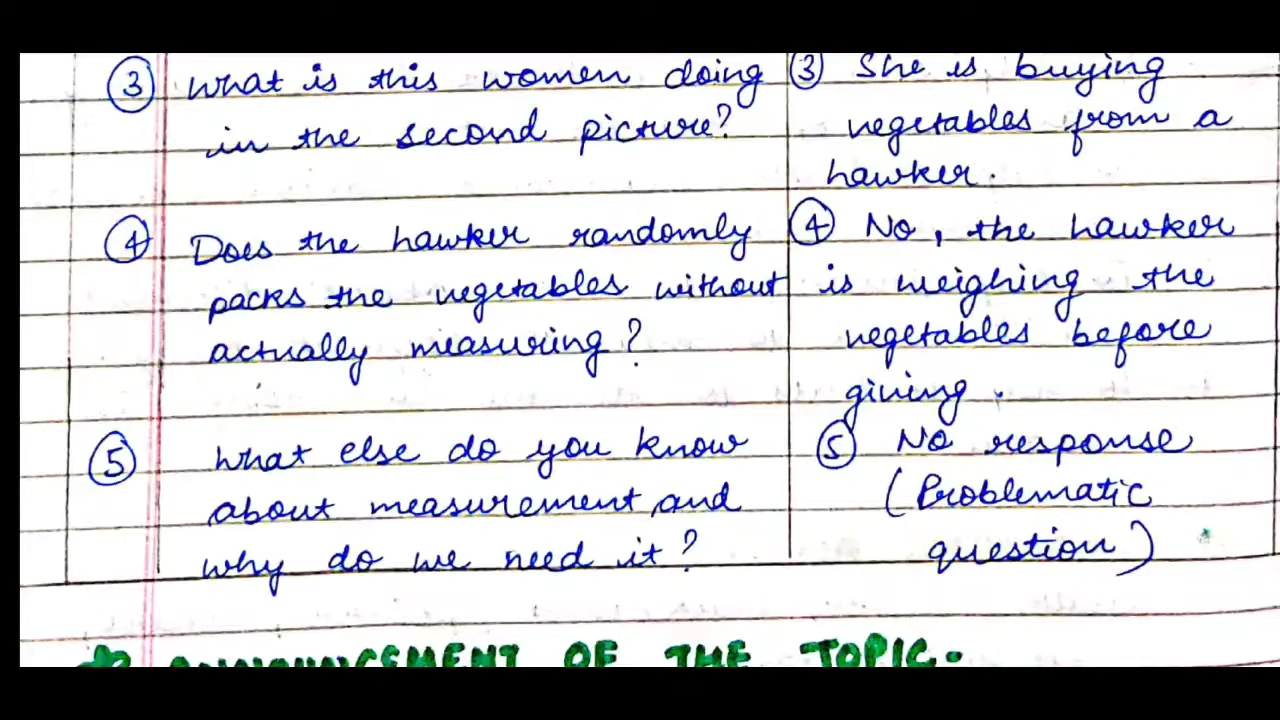 ③ What is this women doing
in the second picture?
③ She is buying
vegetables from a
hawker.
④ Does the hawker randomly
packs the vegetables without
actually measuring?
④ No, the hawker
is weighing the
vegetables before
giving.
⑤ What else do you know
about measurement and
why do we need it?
⑤ No response
(Problematic
question)
ANNOUNCEMENT OF THE TOPIC.